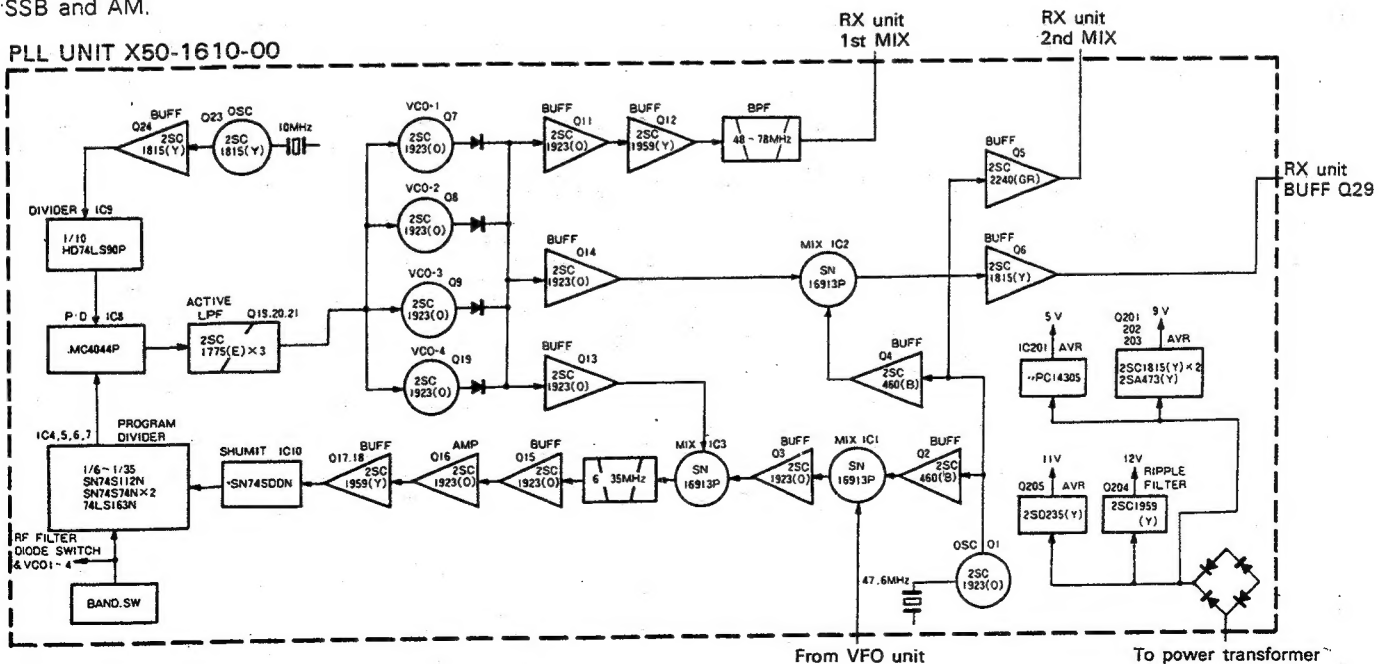 SSB and AM.
PLL UNIT X50-1610-00
RX unit
1st MIX
RX unit
2nd MIX
BUFF
Q24
2SC
1815(Y)
Q23
OSC
2SC
1815(Y)
10MHz
VCO-1
Q7
2SC
1923(O)
BUFF
Q11
2SC
1923(O)
BUFF
Q12
2SC
1959(Y)
BPF
48~78MHz
BUFF
Q5
2SC
2240(GR)
RX unit
BUFF Q29
DIVIDER IC9
1/10
HD74LS90P
VCO-2
Q8
2SC
1923(O)
BUFF
Q14
2SC
1923(O)
MIX IC2
SN
16913P
BUFF
Q6
2SC
1815(Y)
P·D IC8
MC4044P
ACTIVE
LPF
Q19.20.21
2SC
1775(E)×3
VCO-3
Q9
2SC
1923(O)
VCO-4
Q19
2SC
1923(O)
BUFF
Q13
2SC
1923(O)
BUFF
Q4
2SC
460(B)
5V
IC201
AVR
PC14305
Q201
202
203
9V
AVR
2SC1815(Y)×2
2SA473(Y)
IC4,5,6,7
PROGRAM
DIVIDER
1/6~1/35
SN74S112N
SN74S74N×2
74LS163N
SHUMIT IC10
SN74SDDN
BUFF
Q17.18
2SC
1959(Y)
AMP
Q16
2SC
1923(O)
BUFF
Q15
2SC
1923(O)
6 35MHz
MIX IC3
SN
16913P
BUFF
Q3
2SC
1923(O)
MIX IC1
SN
16913P
BUFF
Q2
2SC
460(B)
11V
Q205
AVR
2SD235(Y)
12V
Q204
RIPPLE
FILTER
2SC1959
(Y)
RF FILTER
DIODE SWITCH
&VCO1~4
BAND.SW
47.6MHz
OSC Q1
2SC
1923(O)
From VFO unit
To power transformer